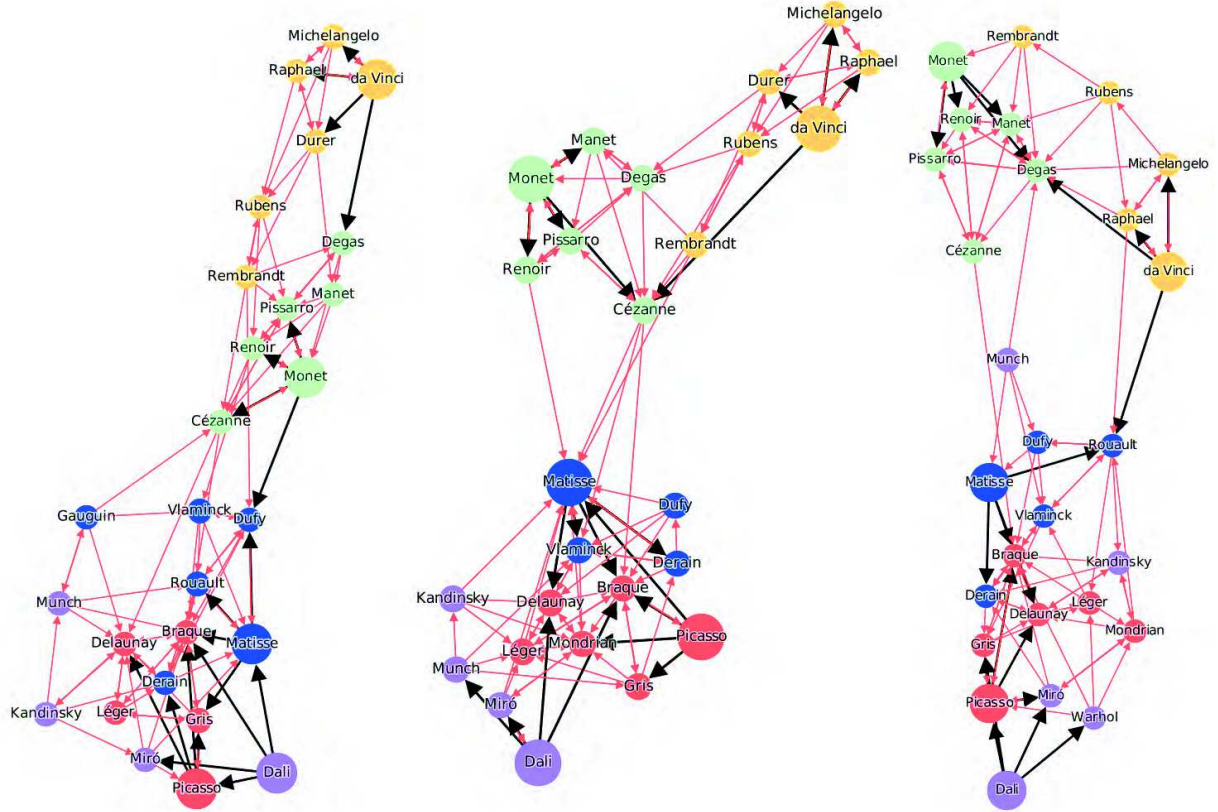 Michelangelo
Raphael
da Vinci
Durer
Rubens
Degas
Rembrandt
Manet
Pissarro
Renoir
Monet
Cézanne
Gauguin
Vlaminck
Dufy
Rouault
Munch
Delaunay
Braque
Matisse
Derain
Kandinsky
Léger
Gris
Miró
Dali
Picasso
Michelangelo
Raphael
Durer
da Vinci
Manet
Rubens
Monet
Degas
Pissarro
Rembrandt
Renoir
Cézanne
Matisse
Dufy
Vlaminck
Derain
Braque
Kandinsky
Delaunay
Picasso
Léger
Mondrian
Munch
Gris
Miró
Dali
Rembrandt
Monet
Rubens
Renoir
Manet
Pissarro
Degas
Michelangelo
Raphael
Cézanne
da Vinci
Munch
Dufy
Rouault
Matisse
Vlaminck
Braque
Kandinsky
Derain
Léger
Delaunay
Mondrian
Gris
Miró
Picasso
Warhol
Dali